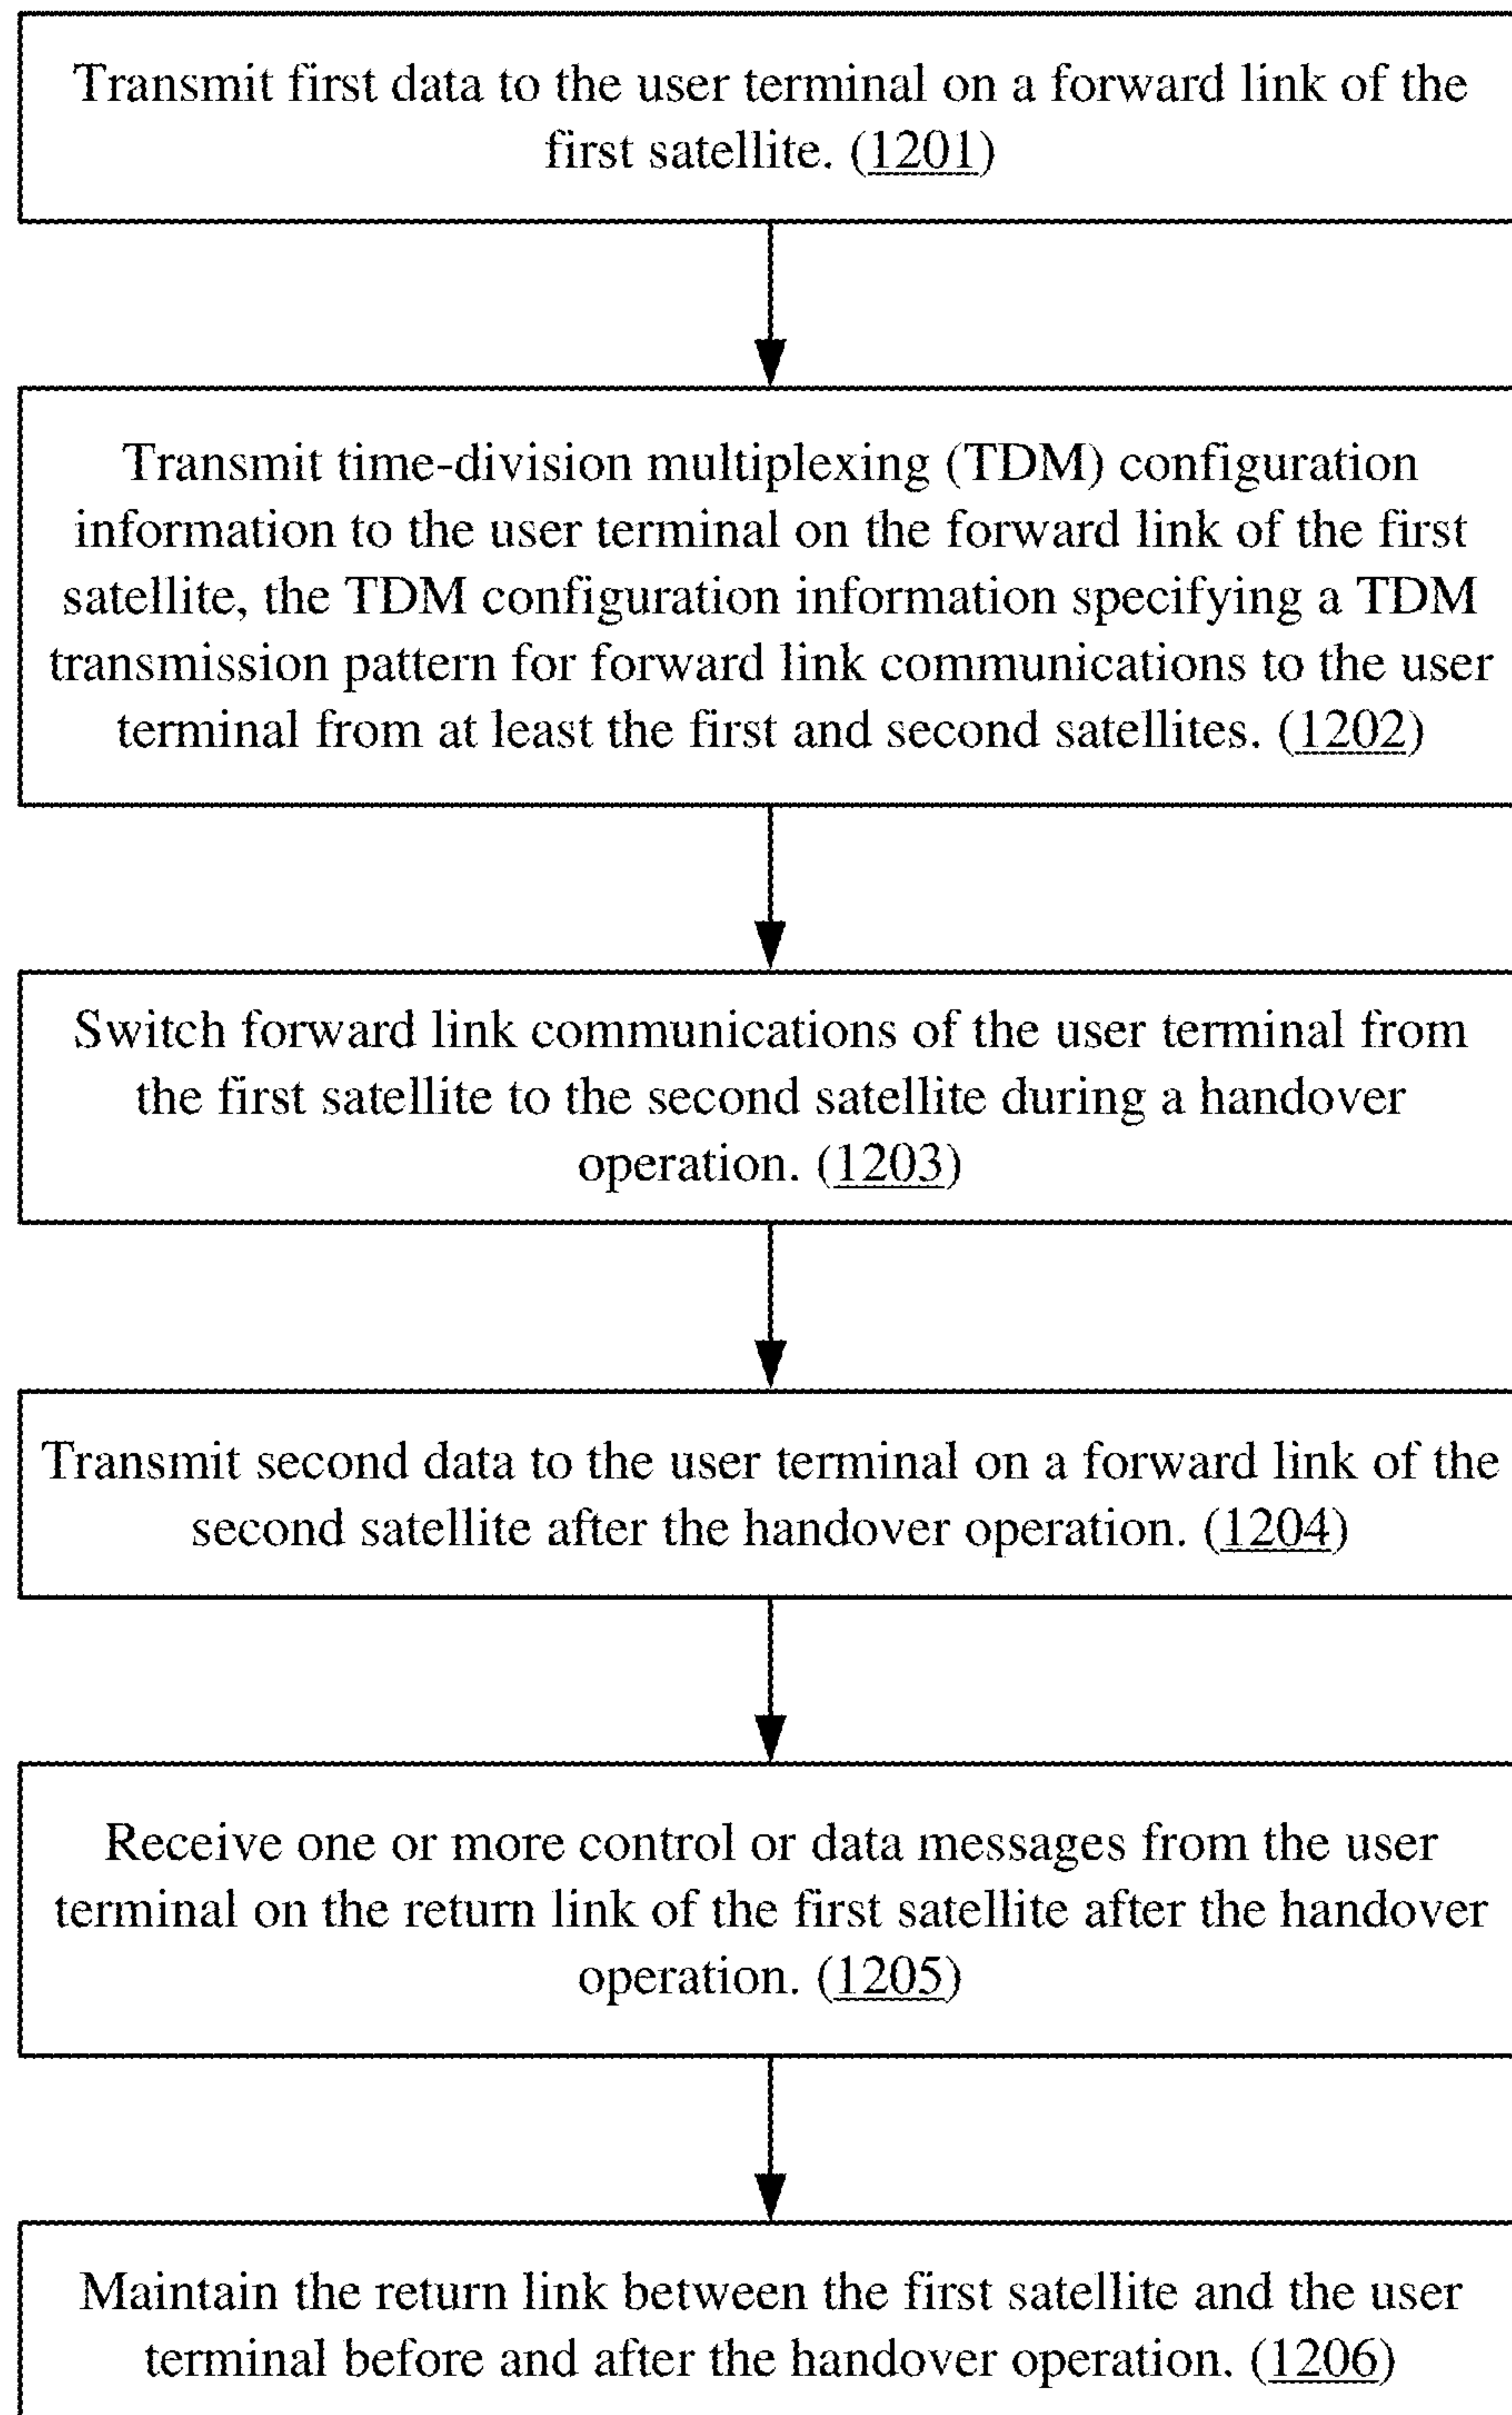 Transmit first data to the user terminal on a forward link of the
first satellite. (1201)
Transmit time-division multiplexing (TDM) configuration
information to the user terminal on the forward link of the first
satellite, the TDM configuration information specifying a TDM
transmission pattern for forward link communications to the user
terminal from at least the first and second satellites. (1202)
Switch forward link communications of the user terminal from
the first satellite to the second satellite during a handover
operation. (1203)
Transmit second data to the user terminal on a forward link of the
second satellite after the handover operation. (1204)
Receive one or more control or data messages from the user
terminal on the return link of the first satellite after the handover
operation. (1205)
Maintain the return link between the first satellite and the user
terminal before and after the handover operation. (1206)